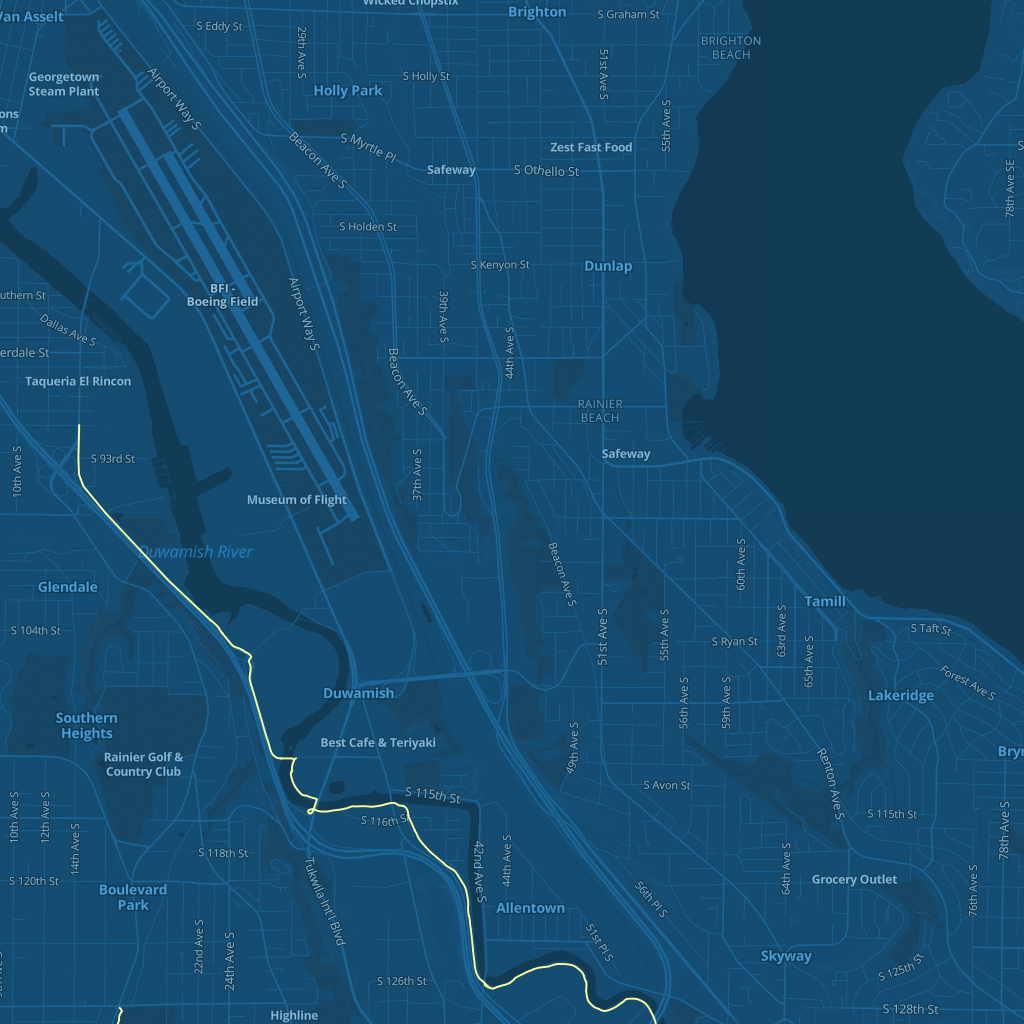 Wicked Chopstix
Brighton
S Graham St
Van Asselt
S Eddy St
29th Ave S
51st Ave S
BRIGHTON
BEACH
Georgetown
Steam Plant
Airport Way S
S Holly St
Holly Park
55th Ave S
Beacon Ave S
S Myrtle Pl
Zest Fast Food
Safeway
S Othello St
78th Ave SE
S Holden St
S Kenyon St
Dunlap
BFI -
Boeing Field
Airport Way S
39th Ave S
44th Ave S
Dallas Ave S
Taqueria El Rincon
Beacon Ave S
RAINIER
BEACH
S 93rd St
10th Ave S
37th Ave S
Safeway
Museum of Flight
Duwamish River
Glendale
Beacon Ave S
60th Ave S
Tamill
S 104th St
51st Ave S
55th Ave S
63rd Ave S
65th Ave S
S Ryan St
S Taft St
Forest Ave S
Duwamish
56th Ave S
59th Ave S
Lakeridge
Southern
Heights
Best Cafe & Teriyaki
49th Ave S
Rainier Golf &
Country Club
Renton Ave S
S Avon St
S 115th St
S 116th St
S 115th St
10th Ave S
12th Ave S
14th Ave S
78th Ave S
S 118th St
42nd Ave S
44th Ave S
64th Ave S
S 120th St
Boulevard
Park
Tukwila Int'l Blvd
56th Pl S
Grocery Outlet
76th Ave S
Allentown
22nd Ave S
24th Ave S
51st Pl S
Skyway
S 125th St
S 126th St
S 128th St
Highline